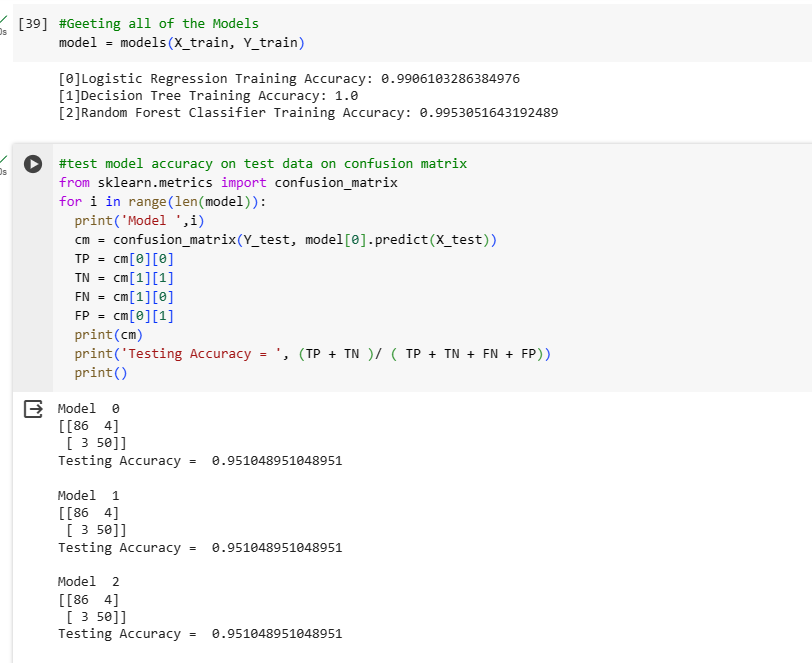 [39] #Geeting all of the Models
model = models(X_train, Y_train)
[0]Logistic Regression Training Accuracy: 0.9906103286384976
[1]Decision Tree Training Accuracy: 1.0
[2]Random Forest Classifier Training Accuracy: 0.9953051643192489
#test model accuracy on test data on confusion matrix
from sklearn.metrics import confusion_matrix
for i in range(len(model)):
  print('Model ',i)
  cm = confusion_matrix(Y_test, model[0].predict(X_test))
  TP = cm[0][0]
  TN = cm[1][1]
  FN = cm[1][0]
  FP = cm[0][1]
  print(cm)
  print('Testing Accuracy = ', (TP + TN )/ ( TP + TN + FN + FP))
  print()
Model  0
[[86  4]
 [ 3 50]]
Testing Accuracy =  0.951048951048951
Model  1
[[86  4]
 [ 3 50]]
Testing Accuracy =  0.951048951048951
Model  2
[[86  4]
 [ 3 50]]
Testing Accuracy =  0.951048951048951